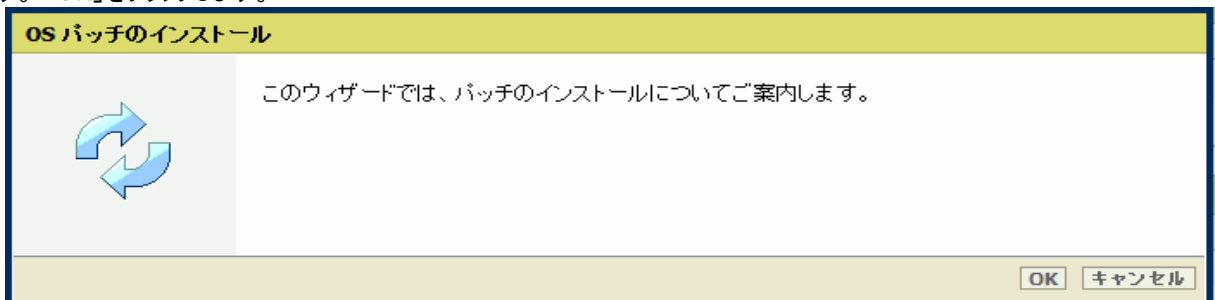 OS パッチのインストール
このウィザードでは、パッチのインストールについてご案内します。
OK キャンセル